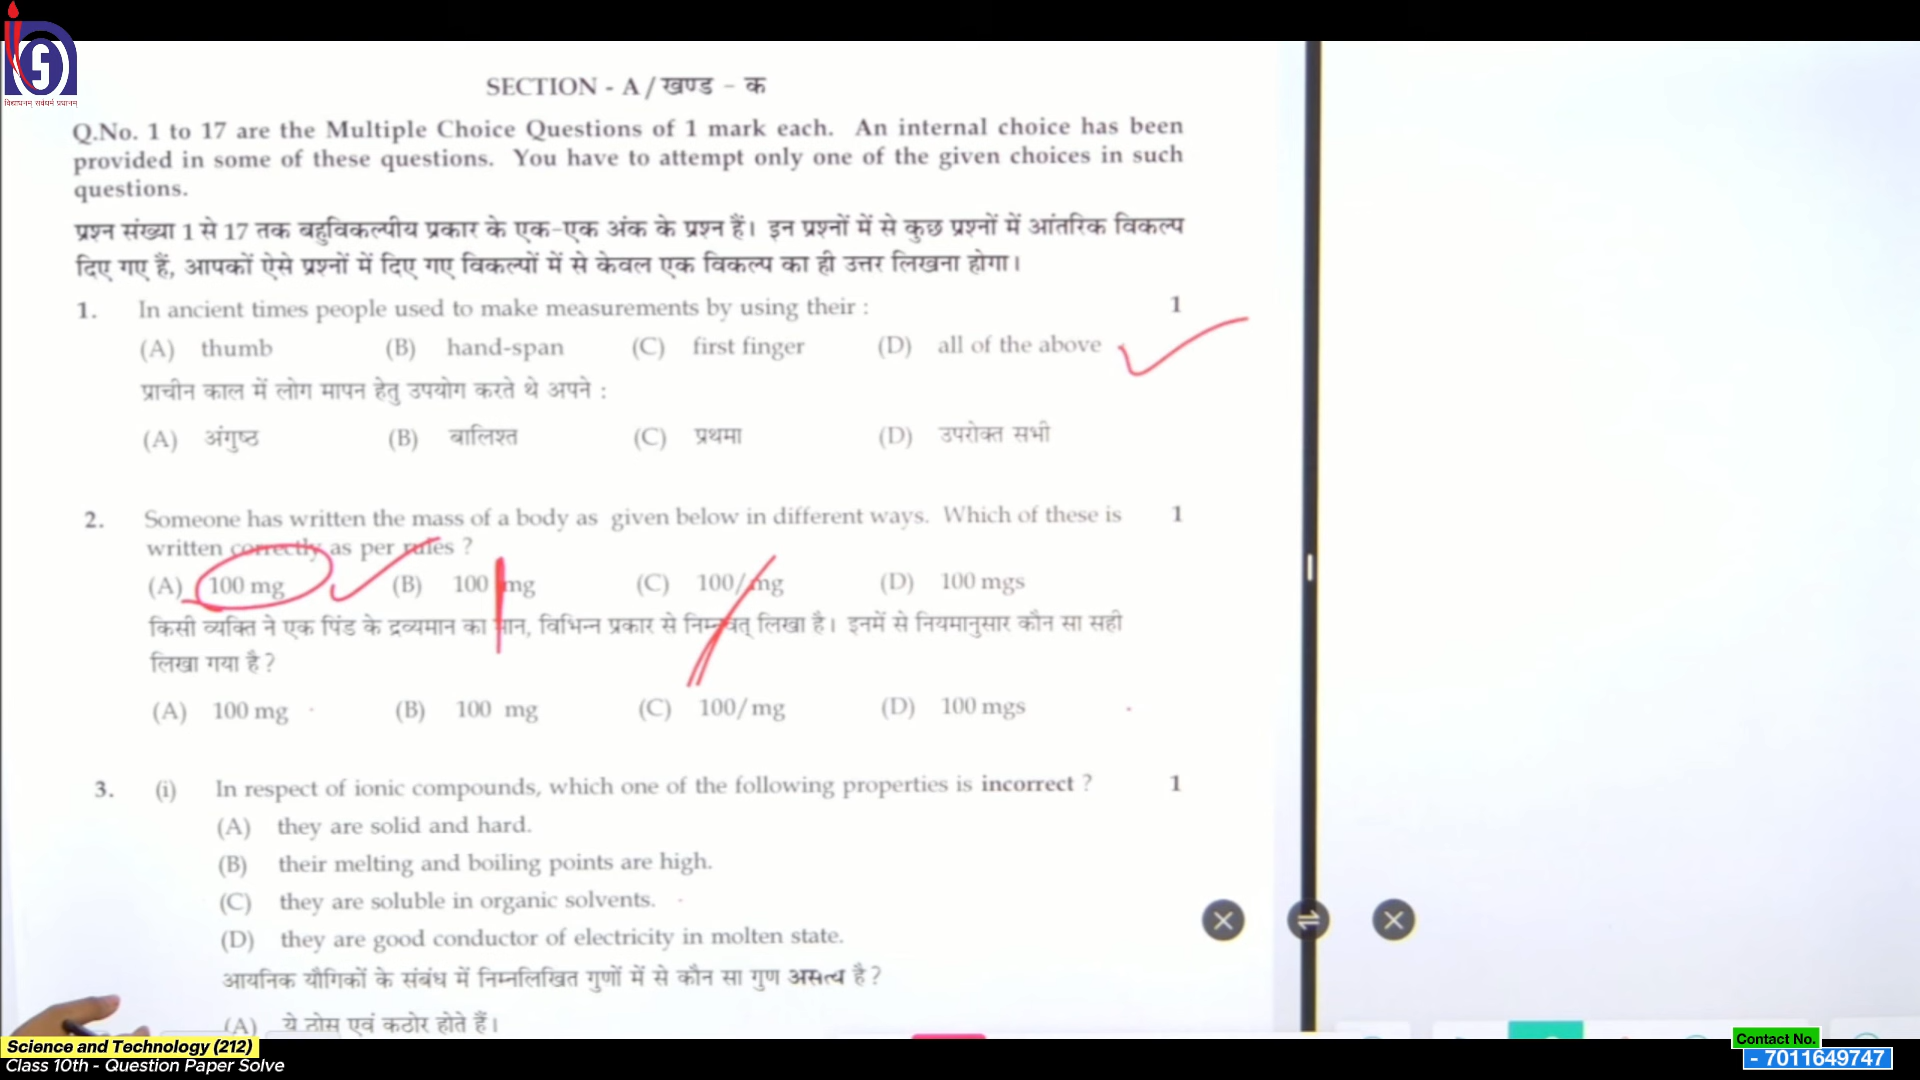 विद्याधनम् सर्वधनं प्रधानम्
SECTION - A / खण्ड - क
Q.No. 1 to 17 are the Multiple Choice Questions of 1 mark each. An internal choice has been
provided in some of these questions. You have to attempt only one of the given choices in such
questions.
प्रश्न संख्या 1 से 17 तक बहुविकल्पीय प्रकार के एक-एक अंक के प्रश्न हैं। इन प्रश्नों में से कुछ प्रश्नों में आंतरिक विकल्प
दिए गए हैं, आपकों ऐसे प्रश्नों में दिए गए विकल्पों में से केवल एक विकल्प का ही उत्तर लिखना होगा।
1. In ancient times people used to make measurements by using their : 1
(A) thumb (B) hand-span (C) first finger (D) all of the above
प्राचीन काल में लोग मापन हेतु उपयोग करते थे अपने :
(A) अंगुष्ठ (B) बालिश्त (C) प्रथमा (D) उपरोक्त सभी
2. Someone has written the mass of a body as given below in different ways. Which of these is 1
written correctly as per rules ?
(A) 100 mg (B) 100 mg (C) 100/mg (D) 100 mgs
किसी व्यक्ति ने एक पिंड के द्रव्यमान का मान, विभिन्न प्रकार से निम्नवत् लिखा है। इनमें से नियमानुसार कौन सा सही
लिखा गया है ?
(A) 100 mg (B) 100 mg (C) 100/mg (D) 100 mgs
3. (i) In respect of ionic compounds, which one of the following properties is incorrect ? 1
(A) they are solid and hard.
(B) their melting and boiling points are high.
(C) they are soluble in organic solvents.
(D) they are good conductor of electricity in molten state.
आयनिक यौगिकों के संबंध में निम्नलिखित गुणों में से कौन सा गुण असत्य है ?
(A) ये ठोस एवं कठोर होते हैं।
Science and Technology (212)
Class 10th - Question Paper Solve
Contact No.
- 7011649747